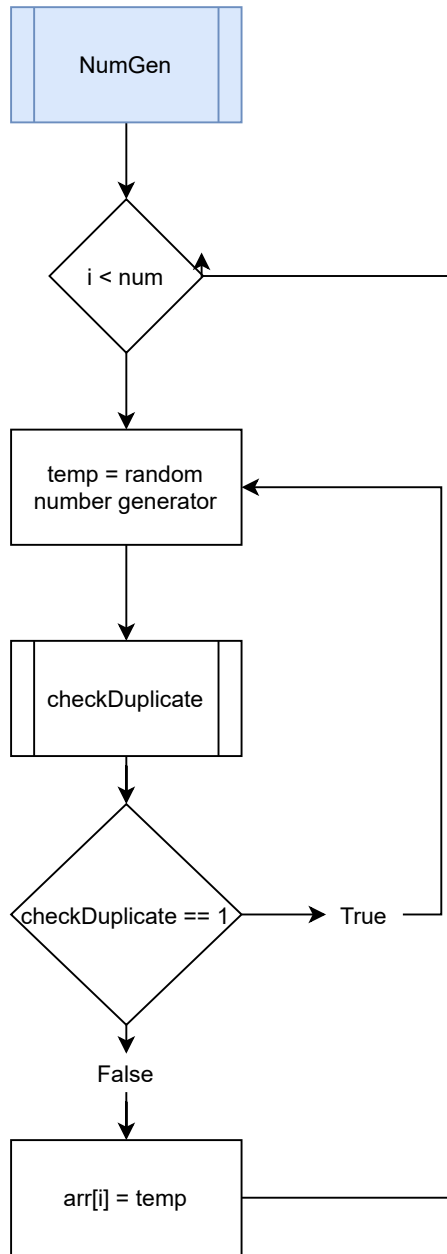 NumGen
i < num
temp = random
number generator
checkDuplicate
checkDuplicate == 1
True
False
arr[i] = temp